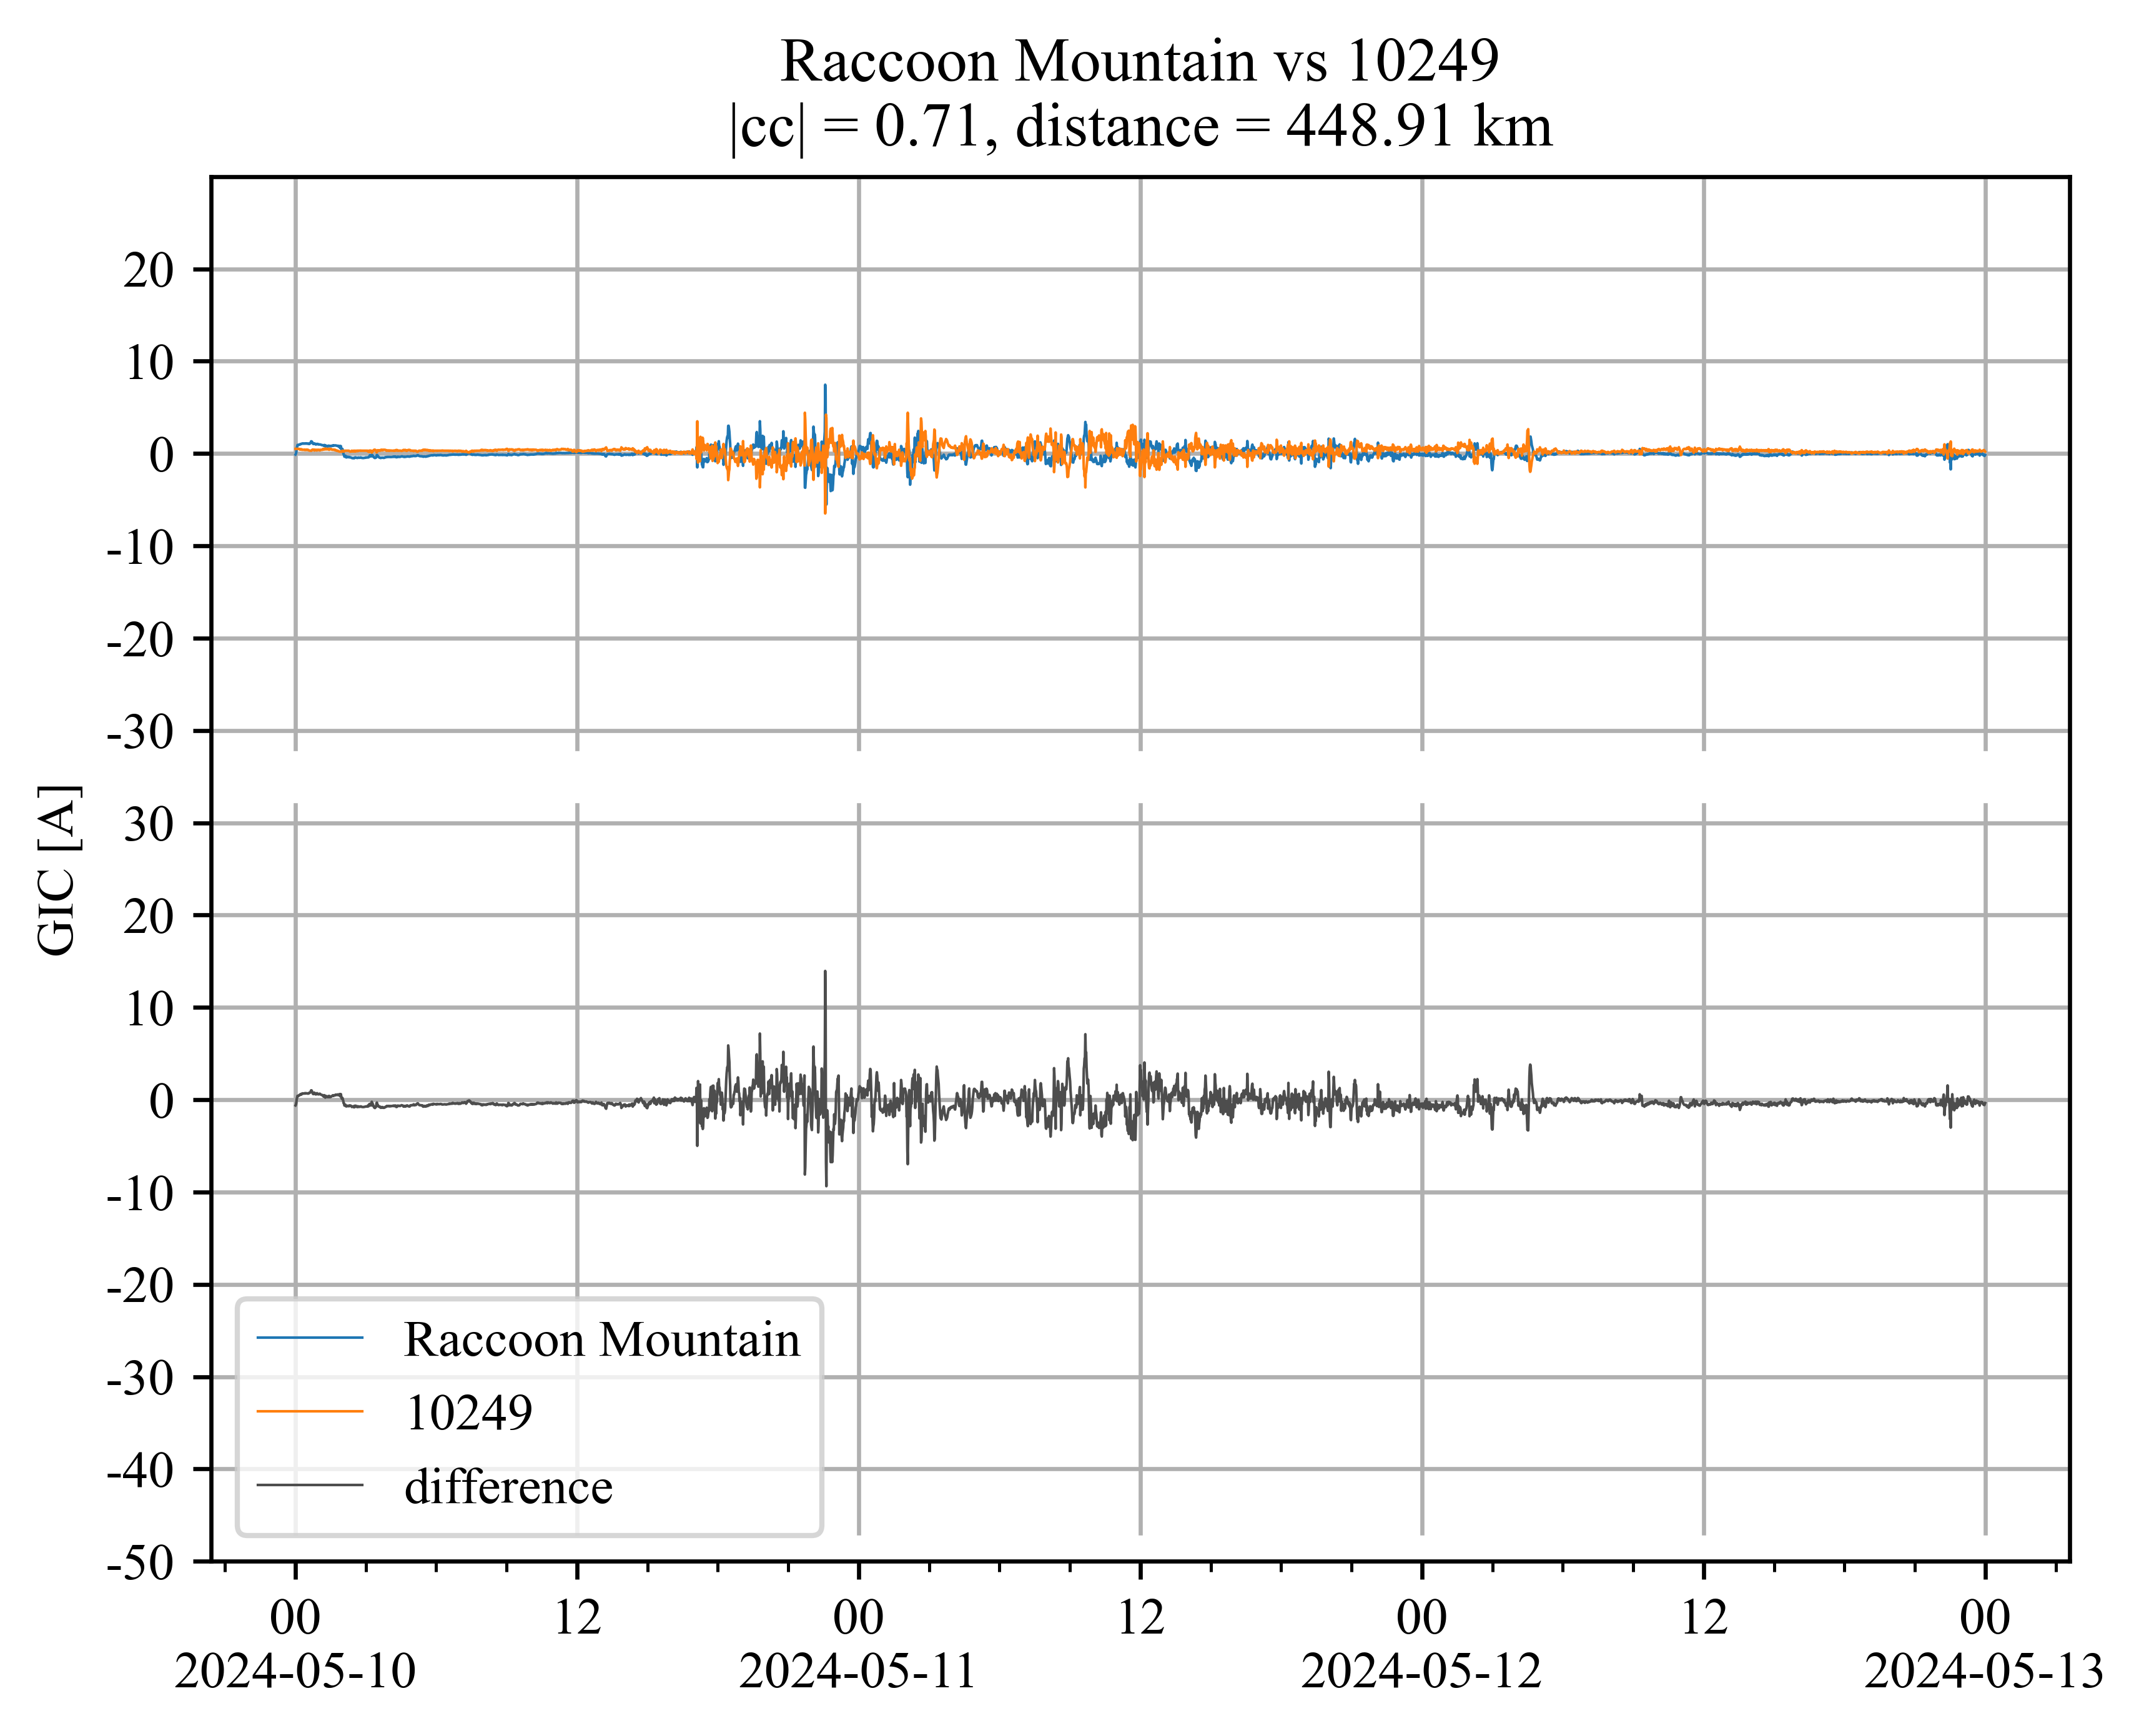 Raccoon Mountain vs 10249
|cc| = 0.71, distance = 448.91 km
GIC [A]
20
10
0
-10
-20
-30
30
20
10
0
-10
-20
-30
-40
-50
Raccoon Mountain
10249
difference
00 12 00 12 00 12 00
2024-05-10 2024-05-11 2024-05-12 2024-05-13